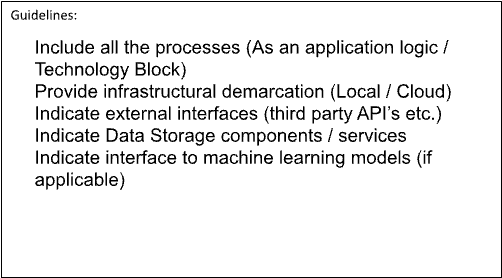 Guidelines:
Include all the processes (As an application logic /
Technology Block)
Provide infrastructural demarcation (Local / Cloud)
Indicate external interfaces (third party API's etc.)
Indicate Data Storage components / services
Indicate interface to machine learning models (if
applicable)